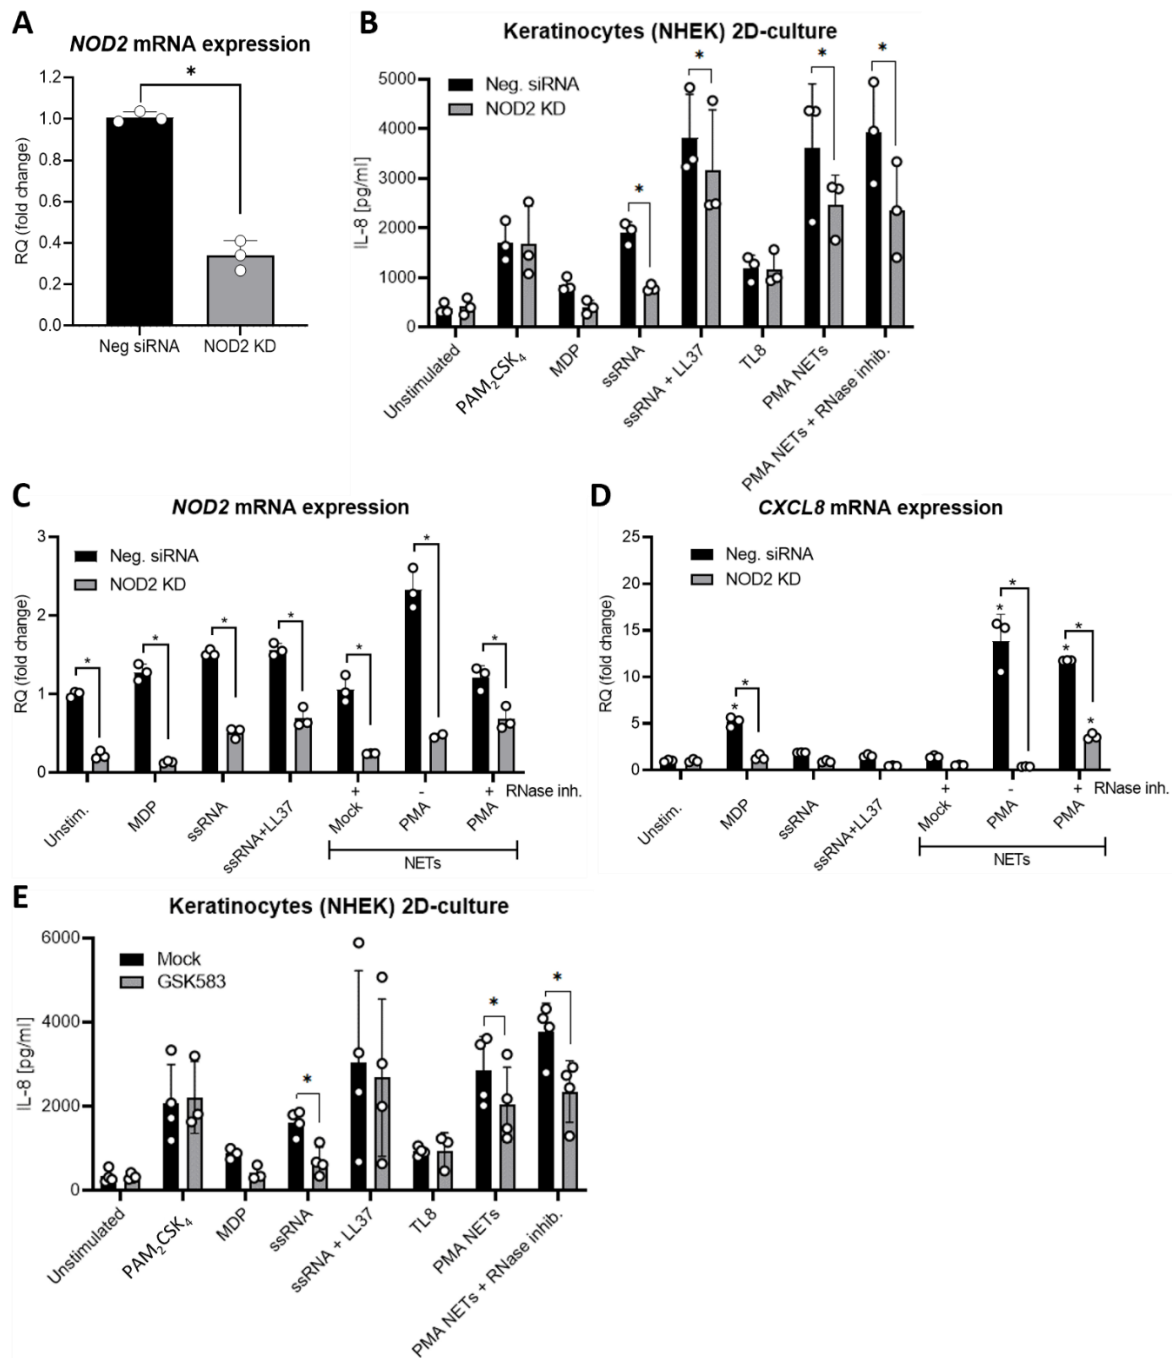 A
NOD2 mRNA expression
*
RQ (fold change)
1.2
1.0
0.8
0.6
0.4
0.2
0.0
Neg siRNA
NOD2 KD
B
Keratinocytes (NHEK) 2D-culture
Neg. siRNA
NOD2 KD
IL-8 [pg/ml]
5000
4000
3000
2000
1000
0
*
*
*
*
Unstimulated
PAM₂CSK₄
MDP
ssRNA
ssRNA + LL37
TL8
PMA NETs
PMA NETs + RNase inhib.
C
NOD2 mRNA expression
Neg. siRNA
NOD2 KD
RQ (fold change)
3
2
1
0
*
*
*
*
*
*
*
+ - + RNase inh.
Unstim.
MDP
ssRNA
ssRNA+LL37
Mock
PMA
PMA
NETs
D
CXCL8 mRNA expression
Neg. siRNA
NOD2 KD
RQ (fold change)
25
20
15
10
5
0
*
*
*
*
*
*
*
+ - + RNase inh.
Unstim.
MDP
ssRNA
ssRNA+LL37
Mock
PMA
PMA
NETs
E
Keratinocytes (NHEK) 2D-culture
Mock
GSK583
IL-8 [pg/ml]
6000
4000
2000
0
*
*
*
Unstimulated
PAM₂CSK₄
MDP
ssRNA
ssRNA + LL37
TL8
PMA NETs
PMA NETs + RNase inhib.